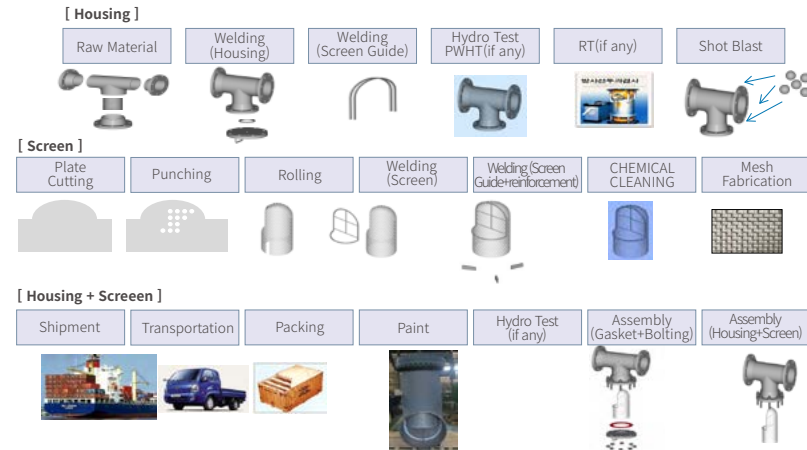 [ Housing ]
Raw Material
Welding
(Housing)
Welding
(Screen Guide)
Hydro Test
PWHT(if any)
RT(if any)
Shot Blast
[ Screen ]
Plate
Cutting
Punching
Rolling
Welding
(Screen)
Welding (Screen
Guide+reinforcement)
CHEMICAL
CLEANING
Mesh
Fabrication
[ Housing + Screeen ]
Shipment
Transportation
Packing
Paint
Hydro Test
(if any)
Assembly
(Gasket+Bolting)
Assembly
(Housing+Screen)